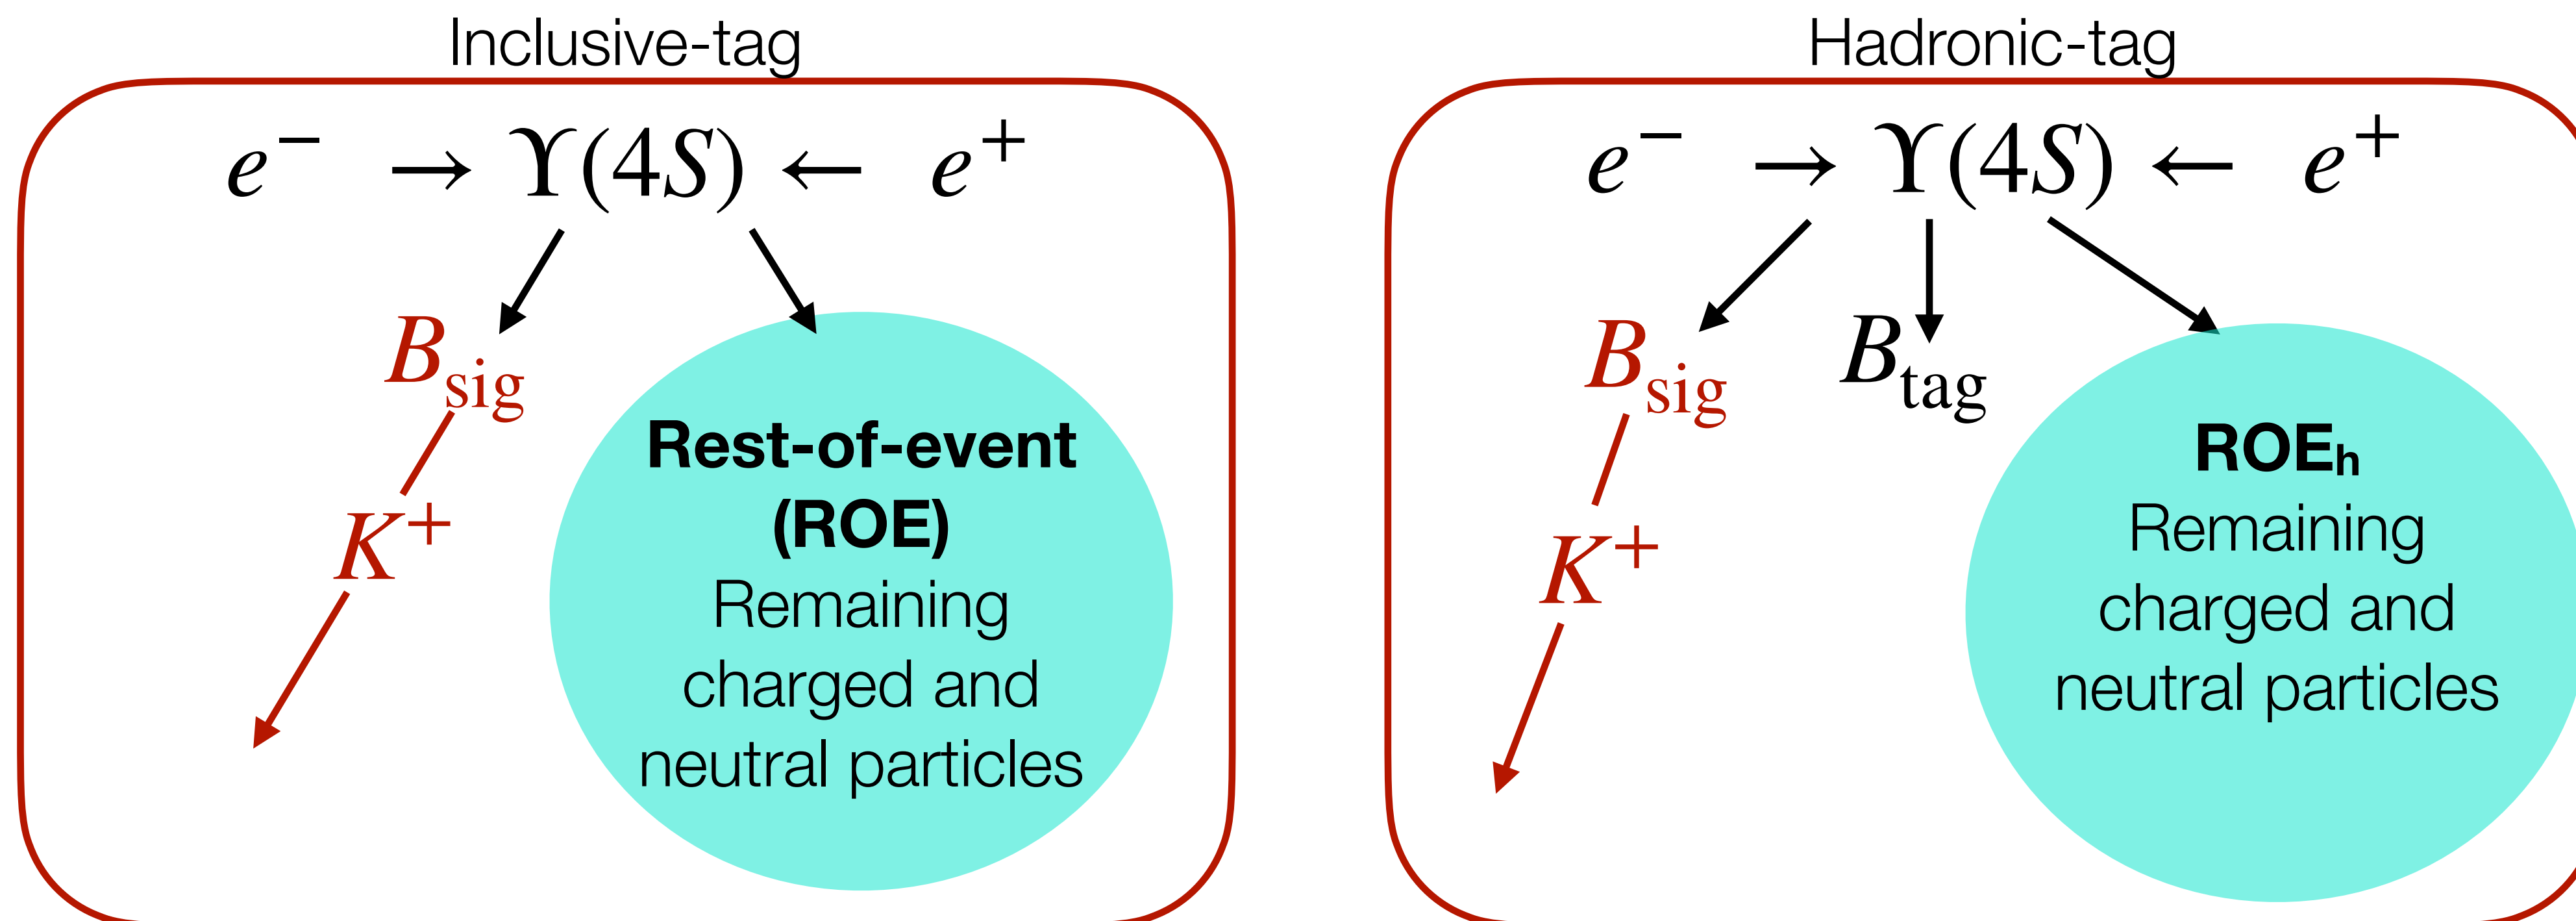 Inclusive-tag
e⁻ → ϒ(4S) ← e⁺
B_sig
K⁺
Rest-of-event
(ROE)
Remaining
charged and
neutral particles
Hadronic-tag
e⁻ → ϒ(4S) ← e⁺
B_sig
B_tag
K⁺
ROE_h
Remaining
charged and
neutral particles